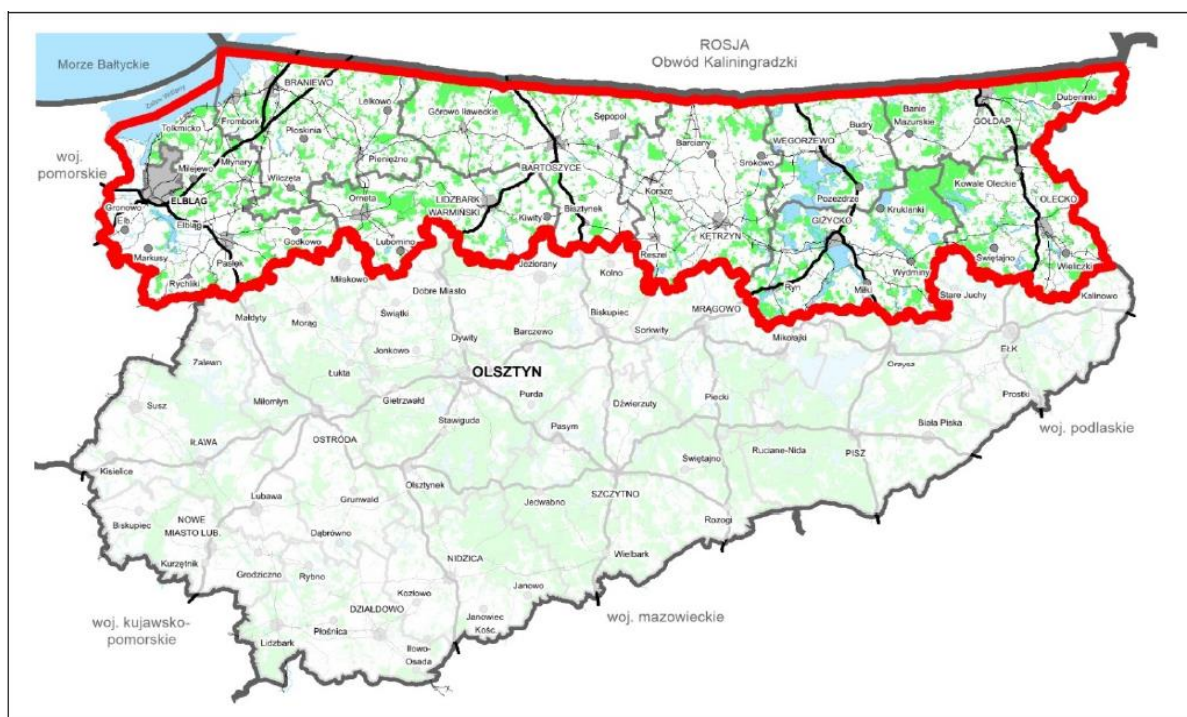 ROSJA
Obwód Kaliningradzki
Morze Bałtyckie
Zalew Wiślany
woj.
pomorskie
BRANIEWO
Lelkowo
Frombork
Tolkmicko
Płoskinia
Górowo Iławeckie
Sępopol
Barciany
Srokowo
WĘGORZEWO
Budry
Banie
Mazurskie
GOŁDAP
Dubeninki
Milejewo
Młynary
Wilczęta
Pieniężno
BARTOSZYCE
Korsze
Pozezdrze
Kruklanki
Kowale Oleckie
OLECKO
ELBLĄG
Gronowo
Elb.
Elbląg
Orneta
LIDZBARK
WARMIŃSKI
Kiwity
Bisztynek
KĘTRZYN
GIŻYCKO
Markusy
Pasłęk
Godkowo
Lubomino
Reszel
Wydminy
Świętajno
Wieliczki
Rychliki
Miłakowo
Jeziorany
Kolno
Ryn
Miłki
Stare Juchy
Kalinowo
Małdyty
Morąg
Świątki
Dobre Miasto
Barczewo
Biskupiec
Sorkwity
MRĄGOWO
Mikołajki
Orzysz
EŁK
Zalewo
Łukta
Jonkowo
Dywity
OLSZTYN
Prostki
Susz
Miłomłyn
Gietrzwałd
Stawiguda
Purda
Pasym
Dźwierzuty
Piecki
Biała Piska
woj. podlaskie
IŁAWA
OSTRÓDA
Świętajno
Ruciane-Nida
PISZ
Kisielice
Lubawa
Grunwald
Olsztynek
Jedwabno
SZCZYTNO
Rozogi
Biskupiec
NOWE
MIASTO LUB.
Dąbrówno
NIDZICA
Wielbark
Kurzętnik
Grodziczno
Rybno
Kozłowo
Janowo
woj. kujawsko-
pomorskie
DZIAŁDOWO
Płośnica
Janowiec
Kośc.
woj. mazowieckie
Lidzbark
Iłowo-
Osada